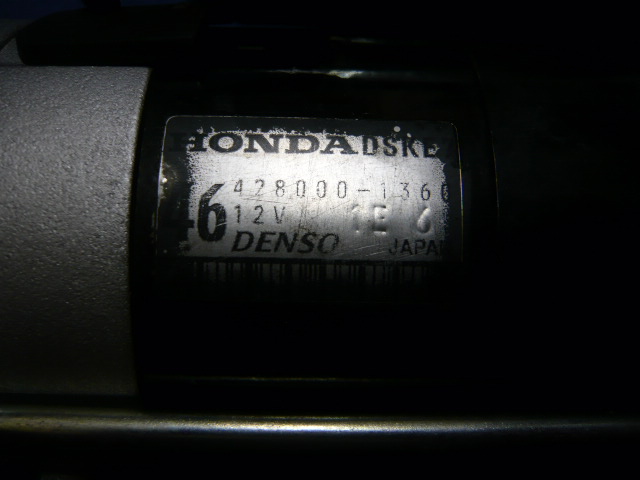 HONDA DSKE
46 428000-1360
12V 1E 6
DENSO JAPAN